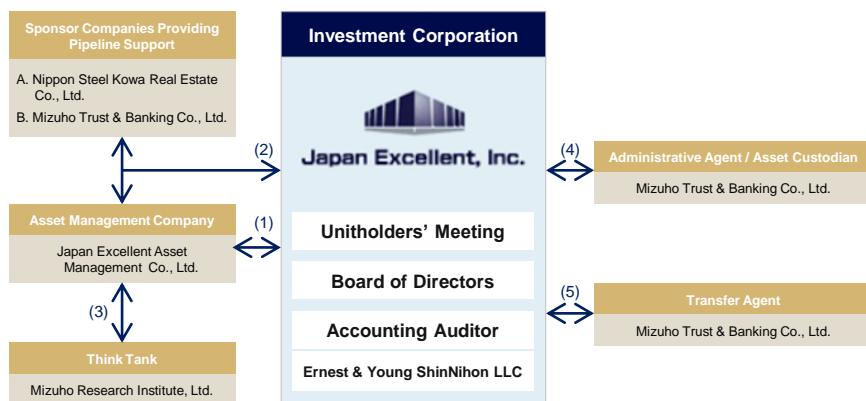 Sponsor Companies Providing
Pipeline Support
A. Nippon Steel Kowa Real Estate
Co., Ltd.
B. Mizuho Trust & Banking Co., Ltd.
(2)
Asset Management Company
Japan Excellent Asset
Management Co., Ltd.
(1)
(3)
Think Tank
Mizuho Research Institute, Ltd.
Investment Corporation
Japan Excellent, Inc.
Unitholders’ Meeting
Board of Directors
Accounting Auditor
Ernest & Young ShinNihon LLC
(4)
Administrative Agent / Asset Custodian
Mizuho Trust & Banking Co., Ltd.
(5)
Transfer Agent
Mizuho Trust & Banking Co., Ltd.